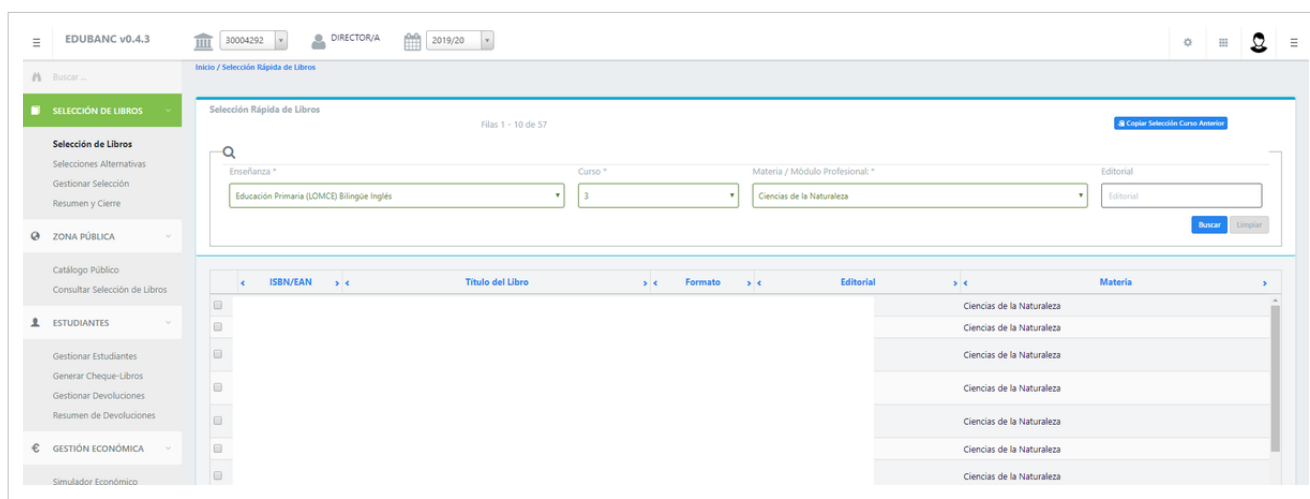 EDUBANC v0.4.3
30004292
DIRECTOR/A
2019/20
Buscar ...
Inicio / Selección Rápida de Libros
SELECCIÓN DE LIBROS
Selección de Libros
Selecciones Alternativas
Gestionar Selección
Resumen y Cierre
ZONA PÚBLICA
Catálogo Público
Consultar Selección de Libros
ESTUDIANTES
Gestionar Estudiantes
Generar Cheque-Libros
Gestionar Devoluciones
Resumen de Devoluciones
€ GESTIÓN ECONÓMICA
Simulador Económico
Selección Rápida de Libros
Filas 1 - 10 de 57
Copiar Selección Curso Anterior
Enseñanza * Curso * Materia / Módulo Profesional: * Editorial
Educación Primaria (LOMCE) Bilingüe Inglés 3 Ciencias de la Naturaleza Editorial
Buscar Limpiar
ISBN/EAN Título del Libro Formato Editorial Materia
Ciencias de la Naturaleza
Ciencias de la Naturaleza
Ciencias de la Naturaleza
Ciencias de la Naturaleza
Ciencias de la Naturaleza
Ciencias de la Naturaleza
Ciencias de la Naturaleza